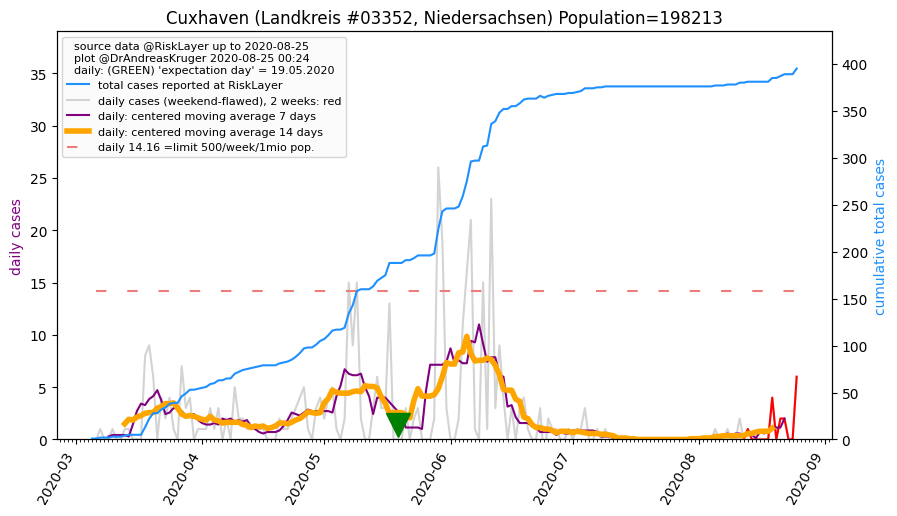 Cuxhaven (Landkreis #03352, Niedersachsen) Population=198213
source data @RiskLayer up to 2020-08-25
plot @DrAndreasKruger 2020-08-25 00:24
daily: (GREEN) 'expectation day' = 19.05.2020
total cases reported at RiskLayer
daily cases (weekend-flawed), 2 weeks: red
daily: centered moving average 7 days
daily: centered moving average 14 days
daily 14.16 =limit 500/week/1mio pop.
daily cases
35
30
25
20
15
10
5
0
cumulative total cases
400
350
300
250
200
150
100
50
0
2020-03
2020-04
2020-05
2020-06
2020-07
2020-08
2020-09